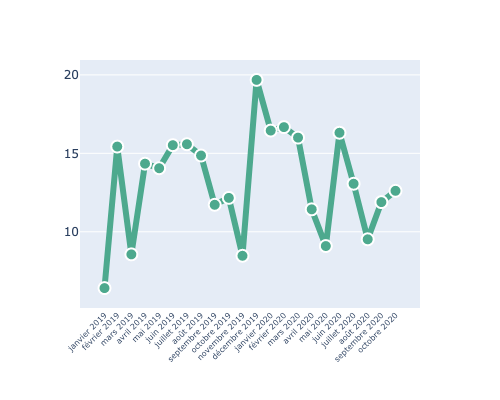 20
15
10
janvier 2019
février 2019
mars 2019
avril 2019
mai 2019
juin 2019
juillet 2019
août 2019
septembre 2019
octobre 2019
novembre 2019
décembre 2019
janvier 2020
février 2020
mars 2020
avril 2020
mai 2020
juin 2020
juillet 2020
août 2020
septembre 2020
octobre 2020